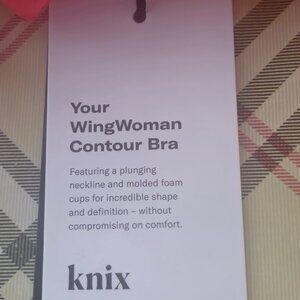 Your
WingWoman
Contour Bra
Featuring a plunging
neckline and molded foam
cups for incredible shape
and definition – without
compromising on comfort.
knix